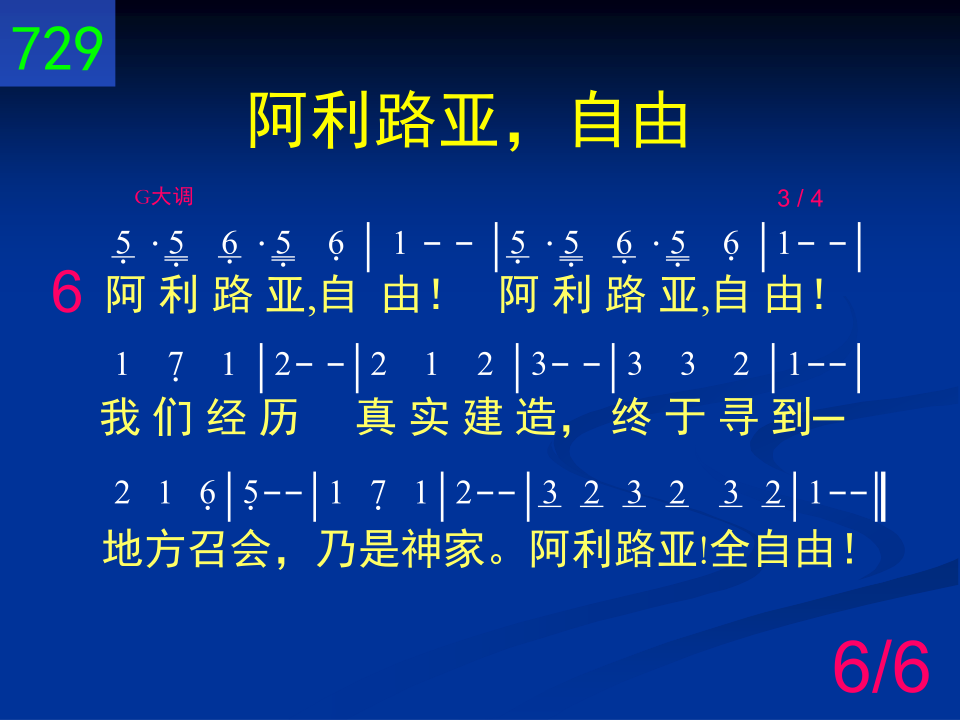 729
阿利路亚，自由
G大调 3 / 4
5 · 5 6 · 5 6 | 1 - - | 5 · 5 6 · 5 6 | 1 - - |
6 阿 利 路 亚,自 由！ 阿 利 路 亚,自 由！
1 7 1 | 2 - - | 2 1 2 | 3 - - | 3 3 2 | 1 - - |
我 们 经 历 真 实 建 造， 终 于 寻 到─
2 1 6 | 5 - - | 1 7 1 | 2 - - | 3 2 3 2 3 2 | 1 - - ‖
地方召会，乃是神家。阿利路亚!全自由！
6/6